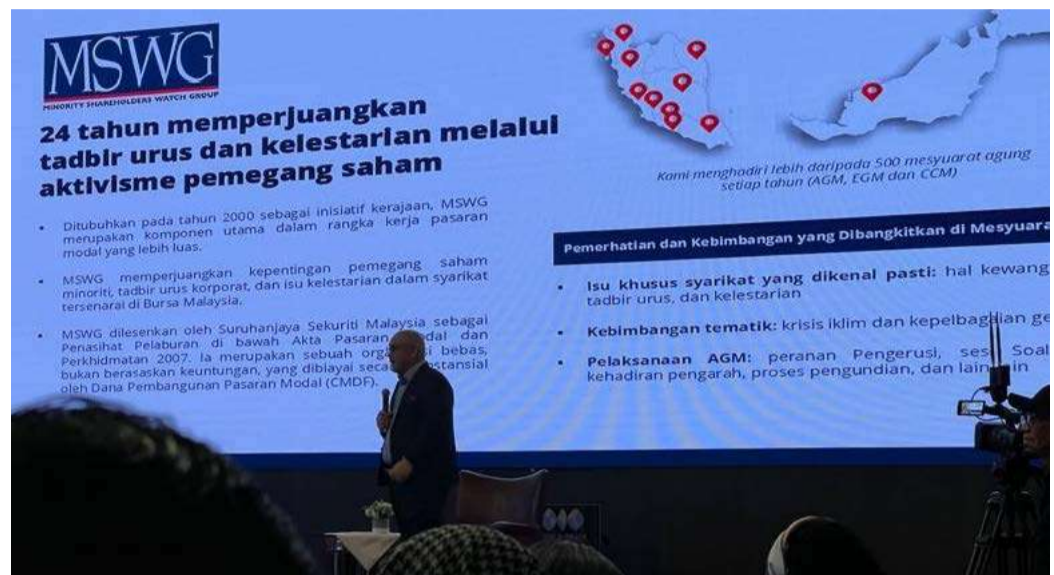 MSWG
MINORITY SHAREHOLDERS WATCH GROUP
24 tahun memperjuangkan
tadbir urus dan kelestarian melalui
aktivisme pemegang saham
• Ditubuhkan pada tahun 2000 sebagai inisiatif kerajaan, MSWG
merupakan komponen utama dalam rangka kerja pasaran
modal yang lebih luas.
• MSWG memperjuangkan kepentingan pemegang saham
minoriti, tadbir urus korporat, dan isu kelestarian dalam syarikat
tersenarai di Bursa Malaysia.
• MSWG dilesenkan oleh Suruhanjaya Sekuriti Malaysia sebagai
Penasihat Pelaburan di bawah Akta Pasaran dan
Perkhidmatan 2007. Ia merupakan sebuah bebas,
bukan berasaskan keuntungan, yang dibiayai
oleh Dana Pembangunan Pasaran Modal (CMDF).
Kami menghadiri lebih daripada 500 mesyuarat agung
setiap tahun (AGM, EGM dan CCM)
Pemerhatian dan Kebimbangan yang Dibangkitkan di Mesyuara
• Isu khusus syarikat yang dikenal pasti: hal kewang
tadbir urus, dan kelestarian
• Kebimbangan tematik: krisis iklim dan kepelbagaian ge
• Pelaksanaan AGM: peranan Pengerusi, sesi Soal
kehadiran pengarah, proses pengundian, dan lain-lain